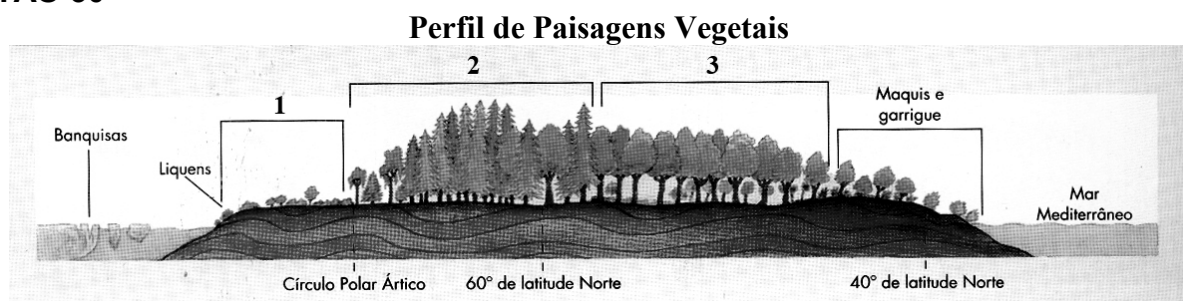 Perfil de Paisagens Vegetais
2
3
1
Maquis e
garrigue
Banquisas
Liquens
Mar
Mediterrâneo
Círculo Polar Ártico
60° de latitude Norte
40° de latitude Norte